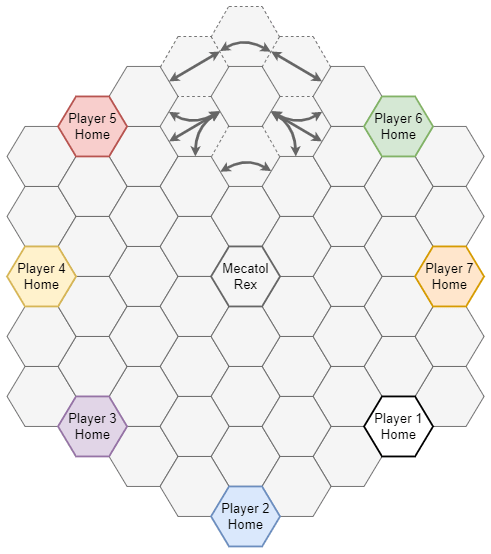 Player 5
Home
Player 6
Home
Player 4
Home
Mecatol
Rex
Player 7
Home
Player 3
Home
Player 1
Home
Player 2
Home